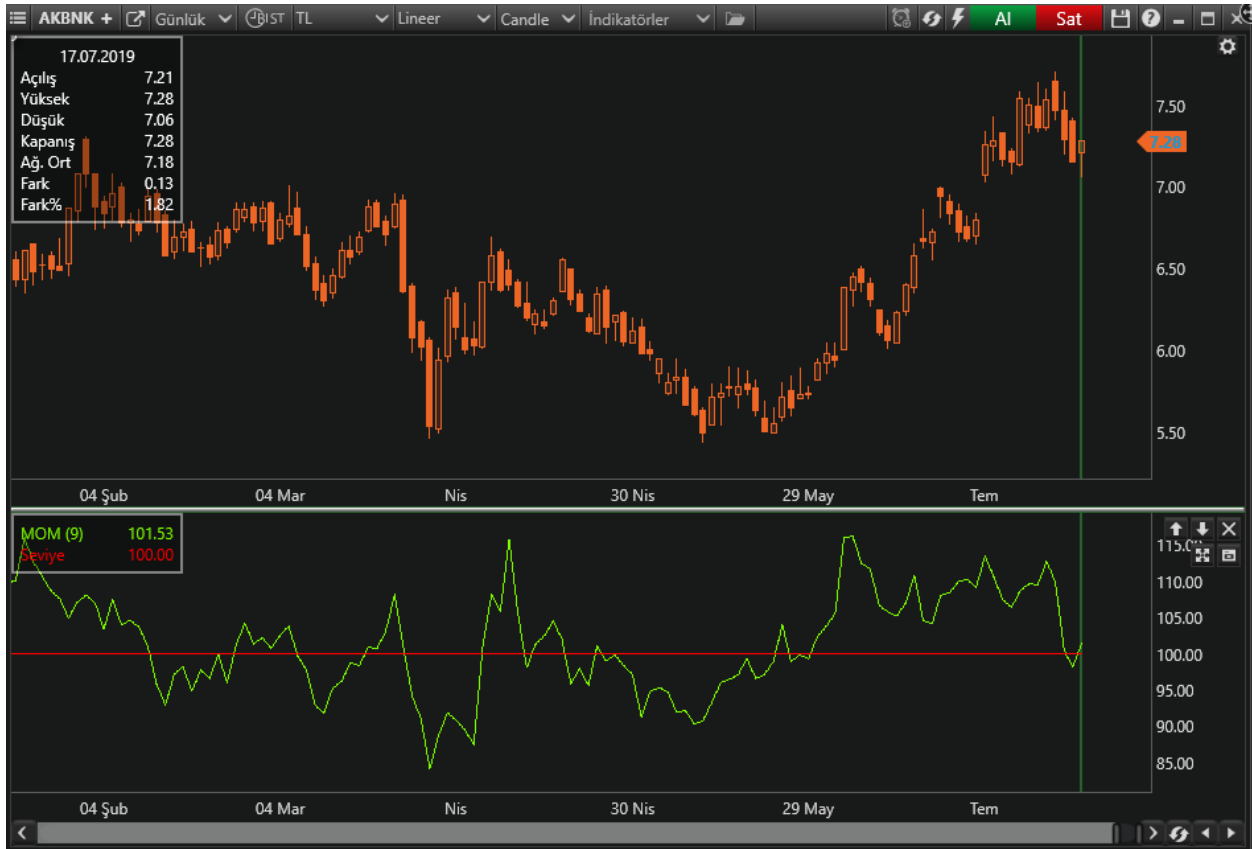 AKBNK + Günlük BIST TL Lineer Candle İndikatörler Al Sat
17.07.2019
Açılış 7.21
Yüksek 7.28
Düşük 7.06
Kapanış 7.28
Ağ. Ort 7.18
Fark 0.13
Fark% 1.82
7.50
7.28
7.00
6.50
6.00
5.50
04 Şub 04 Mar Nis 30 Nis 29 May Tem
MOM (9) 101.53
Seviye 100.00
115.00
110.00
105.00
100.00
95.00
90.00
85.00
04 Şub 04 Mar Nis 30 Nis 29 May Tem